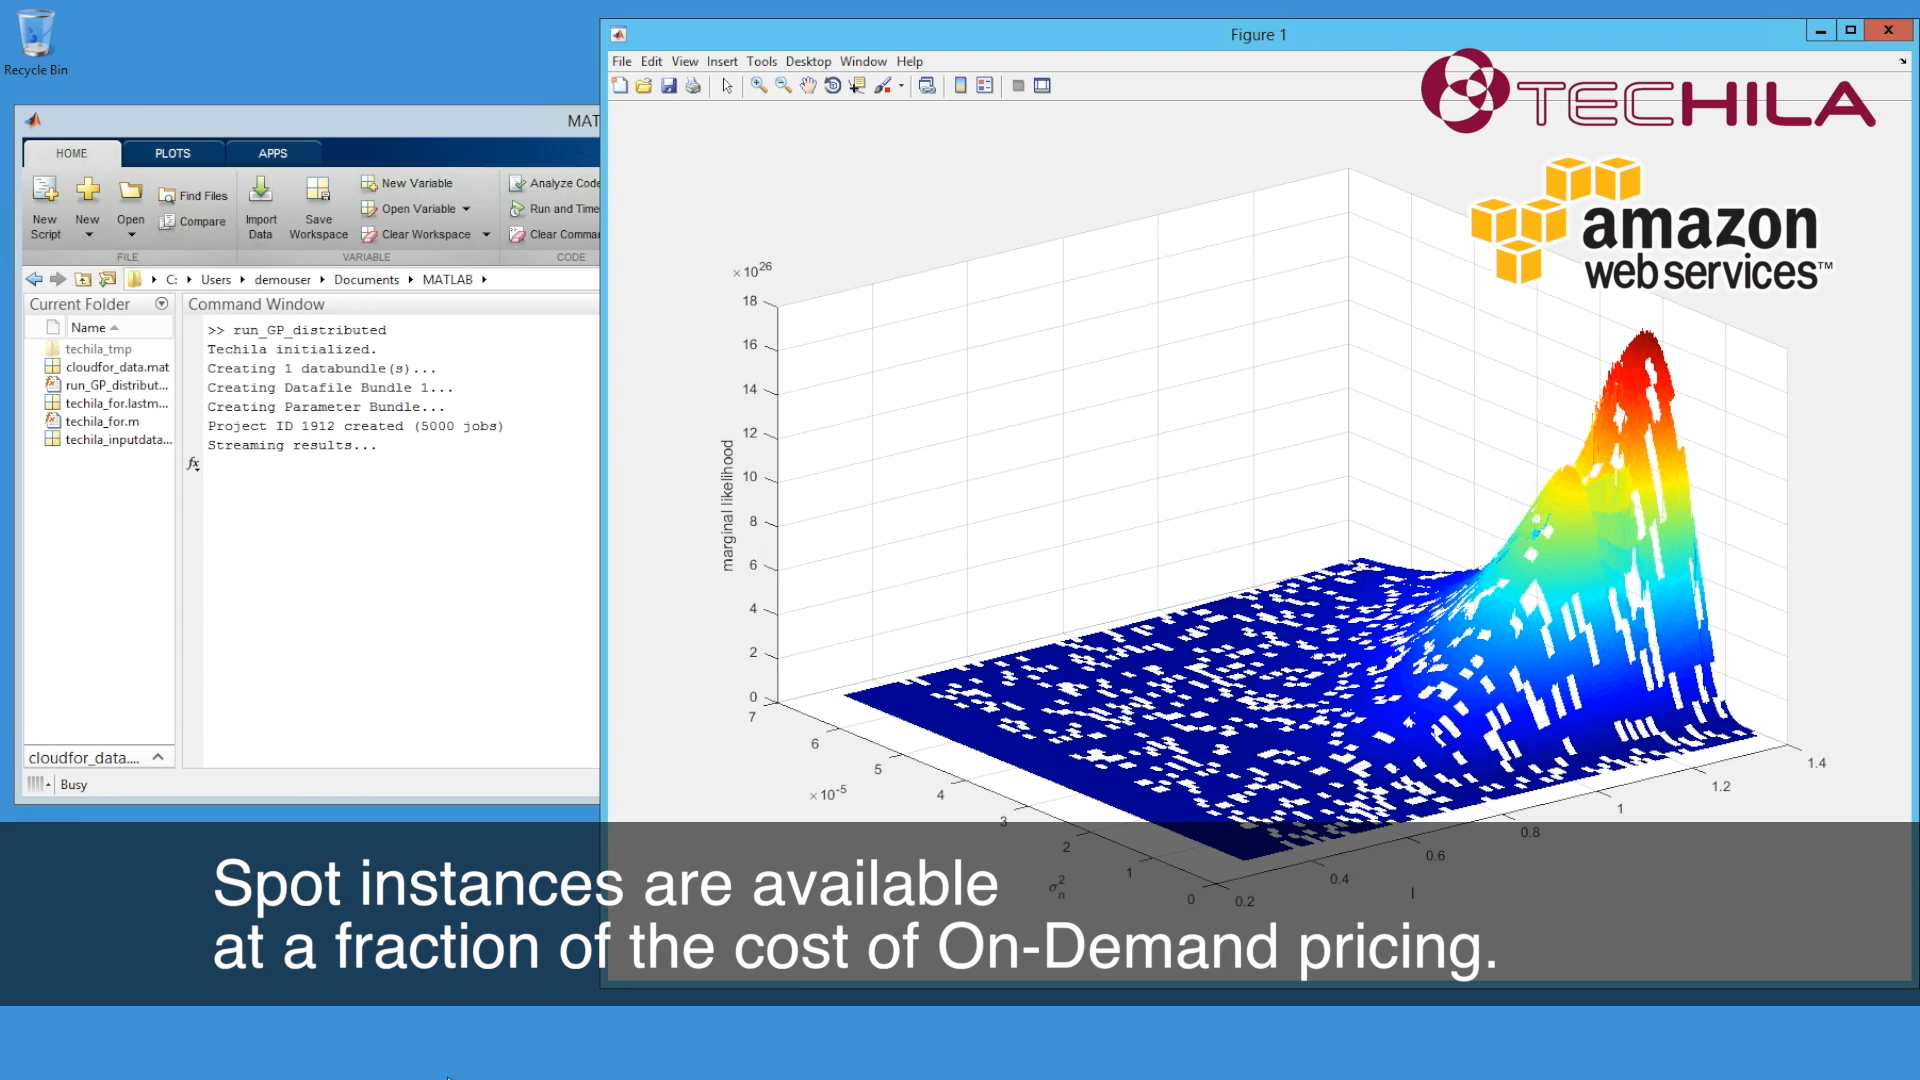 Recycle Bin
Figure 1
File Edit View Insert Tools Desktop Window Help
TECHILA
amazon
web services™
MAT
HOME PLOTS APPS
New Script
New
Open
Find Files
Compare
FILE
Import Data
Save Workspace
New Variable
Open Variable
Clear Workspace
VARIABLE
Analyze Code
Run and Time
Clear Comma
CODE
C: Users demouser Documents MATLAB
Current Folder
Name
techila_tmp
cloudfor_data.mat
run_GP_distribut...
techila_for.lastm...
techila_for.m
techila_inputdata...
cloudfor_data....
Busy
Command Window
>> run_GP_distributed
Techila initialized.
Creating 1 databundle(s)...
Creating Datafile Bundle 1...
Creating Parameter Bundle...
Project ID 1912 created (5000 jobs)
Streaming results...
fx
×10^26
18
16
14
12
10
8
6
4
2
0
marginal likelihood
7
6
5
4
3
2
1
0
×10^-5
σn^2
0.2
0.4
0.6
0.8
1
1.2
1.4
l
Spot instances are available
at a fraction of the cost of On-Demand pricing.